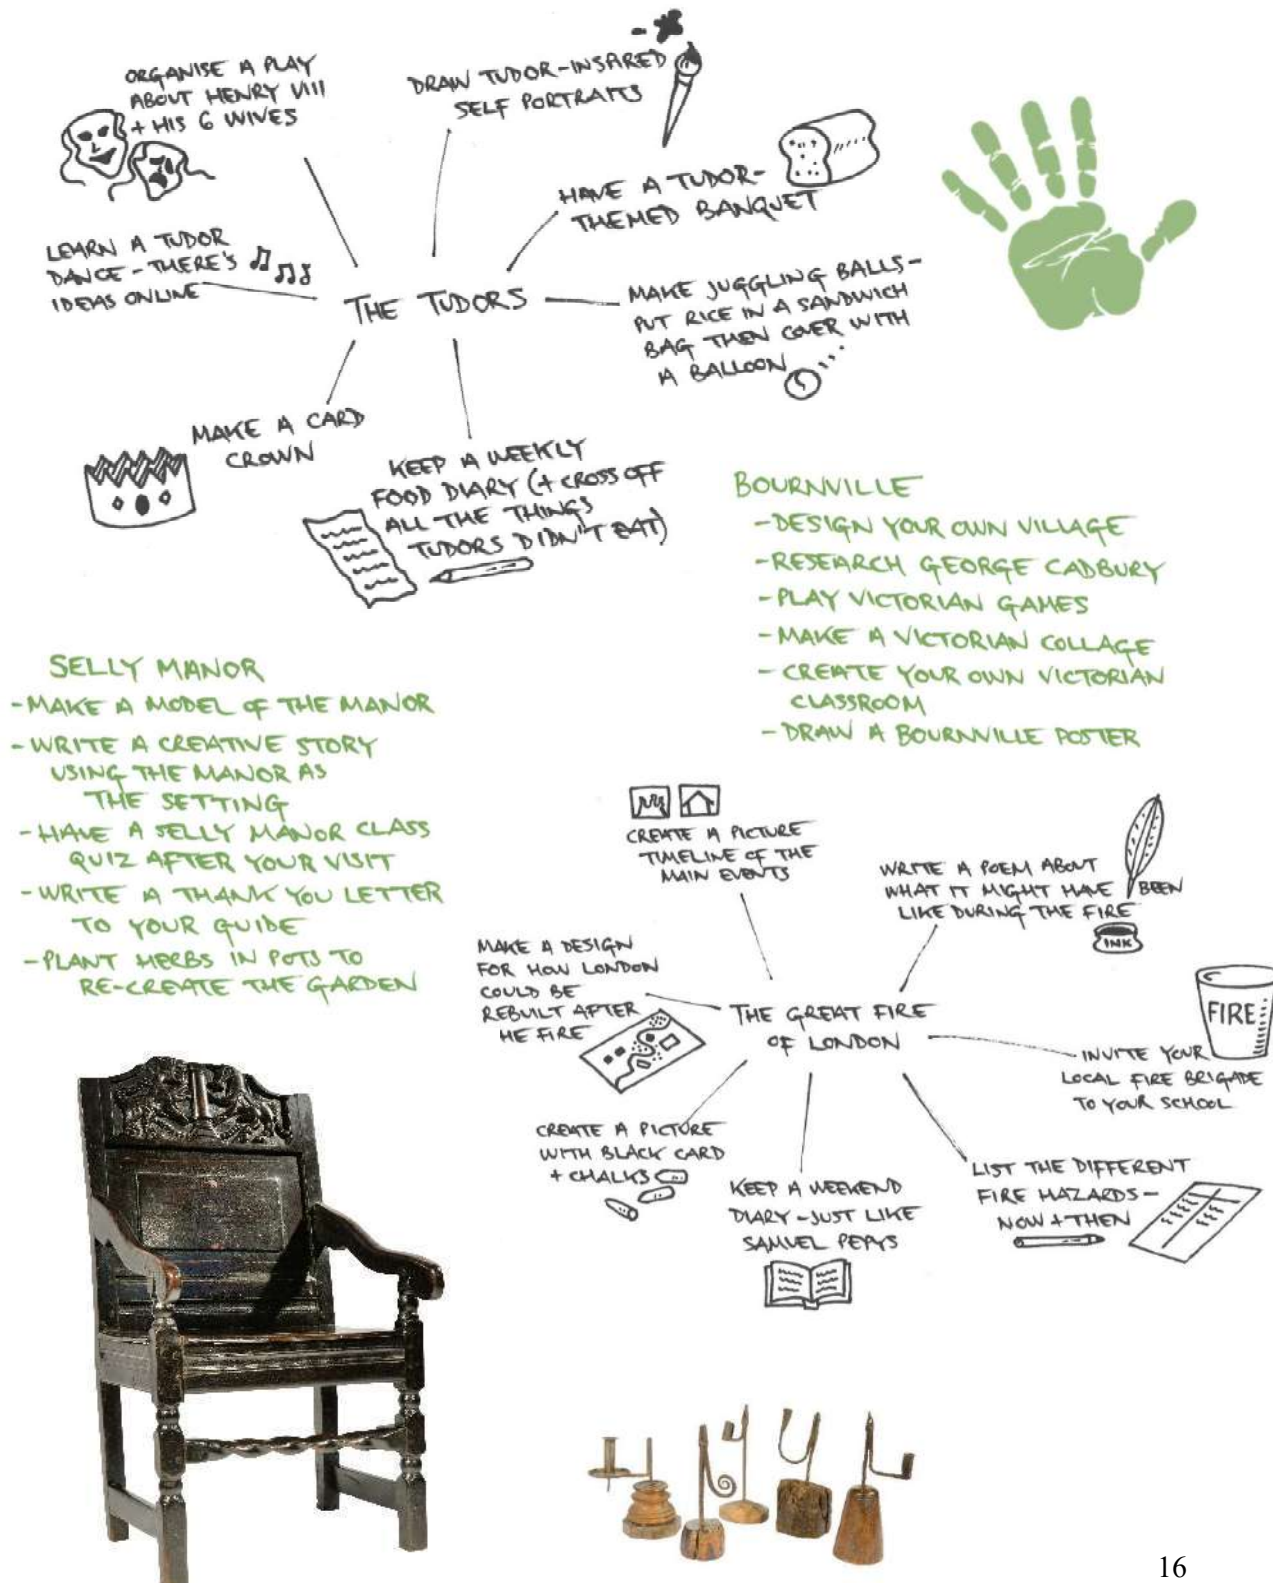 ORGANISE A PLAY
ABOUT HENRY VIII
+ HIS 6 WIVES
DRAW TUDOR-INSPIRED
SELF PORTRAITS
HAVE A TUDOR-
THEMED BANQUET
LEARN A TUDOR
DANCE - THERE'S
IDEAS ONLINE
THE TUDORS
MAKE JUGGLING BALLS -
PUT RICE IN A SANDWICH
BAG THEN COVER WITH
A BALLOON
MAKE A CARD
CROWN
KEEP A WEEKLY
FOOD DIARY (+ CROSS OFF
ALL THE THINGS
TUDORS DIDN'T EAT)
BOURNVILLE
- DESIGN YOUR OWN VILLAGE
- RESEARCH GEORGE CADBURY
- PLAY VICTORIAN GAMES
- MAKE A VICTORIAN COLLAGE
- CREATE YOUR OWN VICTORIAN
CLASSROOM
- DRAW A BOURNVILLE POSTER
SELLY MANOR
- MAKE A MODEL OF THE MANOR
- WRITE A CREATIVE STORY
USING THE MANOR AS
THE SETTING
- HAVE A SELLY MANOR CLASS
QUIZ AFTER YOUR VISIT
- WRITE A THANK YOU LETTER
TO YOUR GUIDE
- PLANT HERBS IN POTS TO
RE-CREATE THE GARDEN
CREATE A PICTURE
TIMELINE OF THE
MAIN EVENTS
WRITE A POEM ABOUT
WHAT IT MIGHT HAVE BEEN
LIKE DURING THE FIRE
INK
MAKE A DESIGN
FOR HOW LONDON
COULD BE
REBUILT AFTER
HE FIRE
THE GREAT FIRE
OF LONDON
FIRE
INVITE YOUR
LOCAL FIRE BRIGADE
TO YOUR SCHOOL
CREATE A PICTURE
WITH BLACK CARD
+ CHALKS
KEEP A WEEKEND
DIARY - JUST LIKE
SAMUEL PEPYS
LIST THE DIFFERENT
FIRE HAZARDS -
NOW + THEN
16